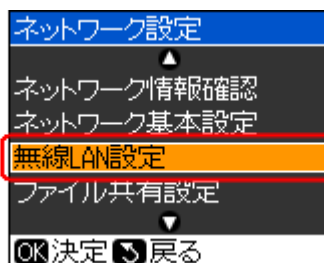 ネットワーク設定
ネットワーク情報確認
ネットワーク基本設定
無線LAN設定
ファイル共有設定
OK決定 戻る